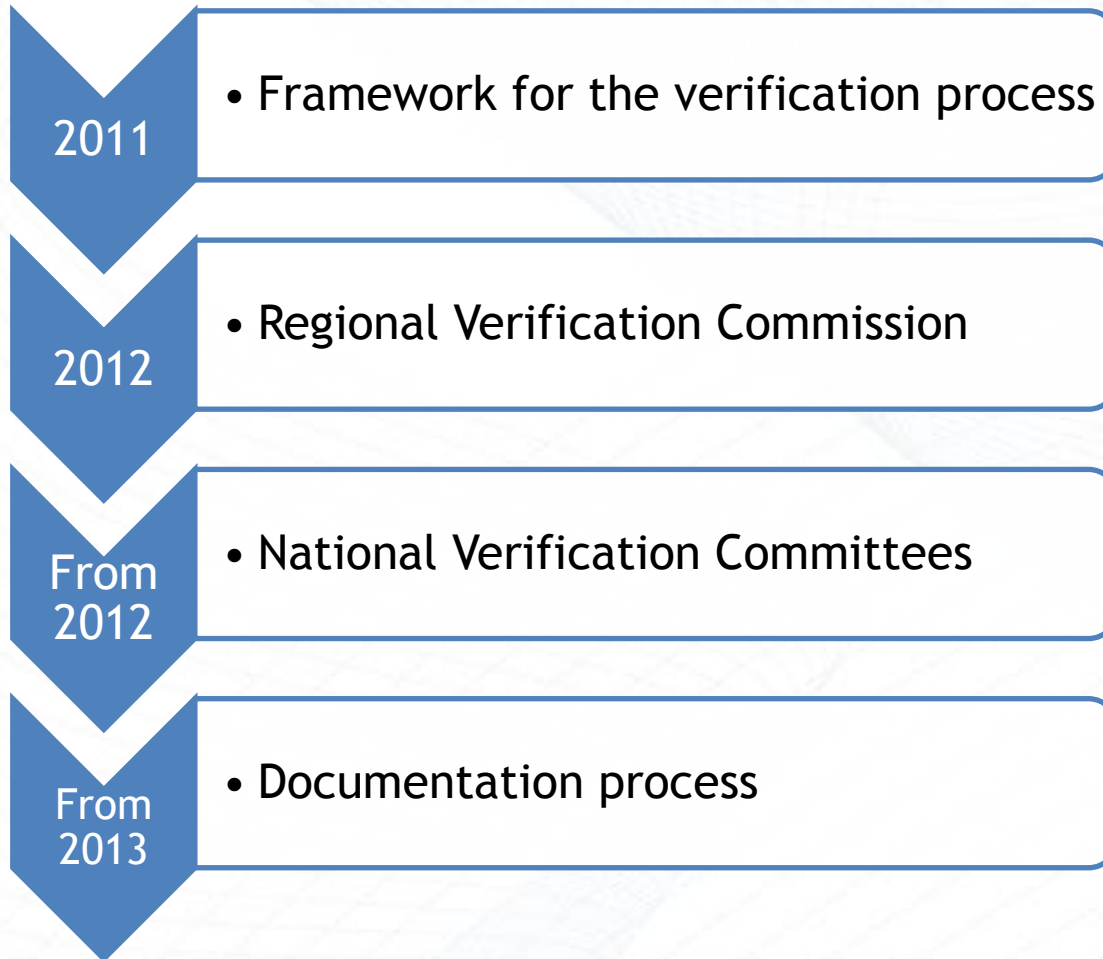 2011
• Framework for the verification process
2012
• Regional Verification Commission
From
2012
• National Verification Committees
From
2013
• Documentation process